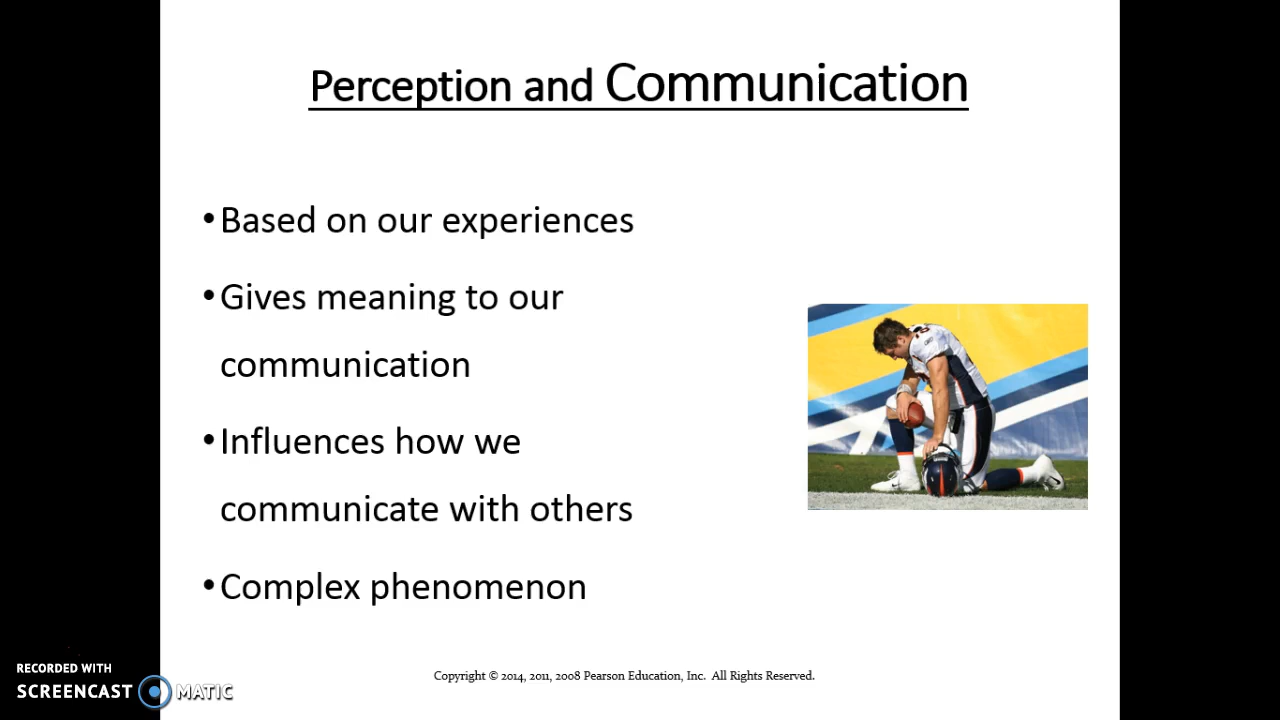 Perception and Communication
•Based on our experiences
•Gives meaning to our
communication
•Influences how we
communicate with others
•Complex phenomenon
Copyright © 2014, 2011, 2008 Pearson Education, Inc. All Rights Reserved.
RECORDED WITH
SCREENCAST MATIC